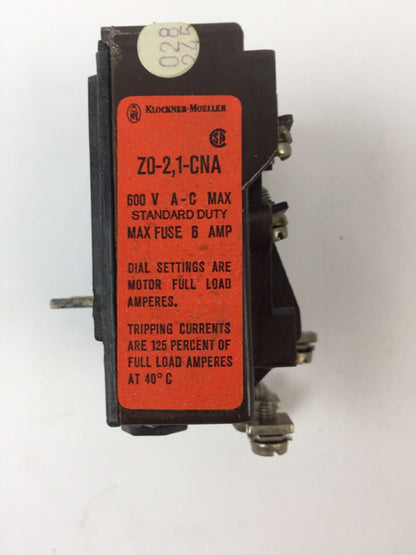 028
246
KLOCKNER-MOELLER
Z0-2,1-CNA
600 V A-C MAX
STANDARD DUTY
MAX FUSE 6 AMP
DIAL SETTINGS ARE
MOTOR FULL LOAD
AMPERES.
TRIPPING CURRENTS
ARE 125 PERCENT OF
FULL LOAD AMPERES
AT 40° C